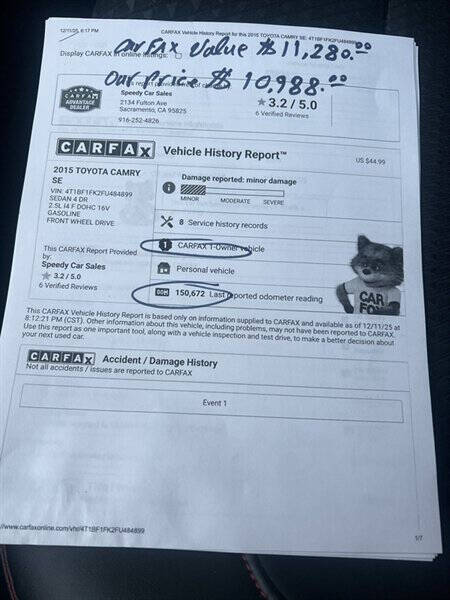 12/11/25, 6:17 PM
CARFAX Vehicle History Report for this 2015 TOYOTA CAMRY SE: 4T1BF1FK2FU484899
Display CARFAX in online listings:
CarFAX Value $ 11,280.00
Our Price $ 10,988.00
CARFAX
ADVANTAGE
DEALER
Speedy Car Sales
2134 Fulton Ave
Sacramento, CA 95825
916-252-4826
★ 3.2 / 5.0
6 Verified Reviews
CARFAX Vehicle History Report™
US $44.99
2015 TOYOTA CAMRY
SE
VIN: 4T1BF1FK2FU484899
SEDAN 4 DR
2.5L I4 F DOHC 16V
GASOLINE
FRONT WHEEL DRIVE
This CARFAX Report Provided
by:
Speedy Car Sales
★ 3.2 / 5.0
6 Verified Reviews
Damage reported: minor damage
MINOR MODERATE SEVERE
8 Service history records
1 CARFAX 1-Owner vehicle
Personal vehicle
150,672 Last reported odometer reading
CAR
FOX
This CARFAX Vehicle History Report is based only on information supplied to CARFAX and available as of 12/11/25 at
8:12:21 PM (CST). Other information about this vehicle, including problems, may not have been reported to CARFAX.
Use this report as one important tool, along with a vehicle inspection and test drive, to make a better decision about
your next used car.
CARFAX Accident / Damage History
Not all accidents / issues are reported to CARFAX
Event 1
/www.carfaxonline.com/vhr/4T1BF1FK2FU484899
1/7